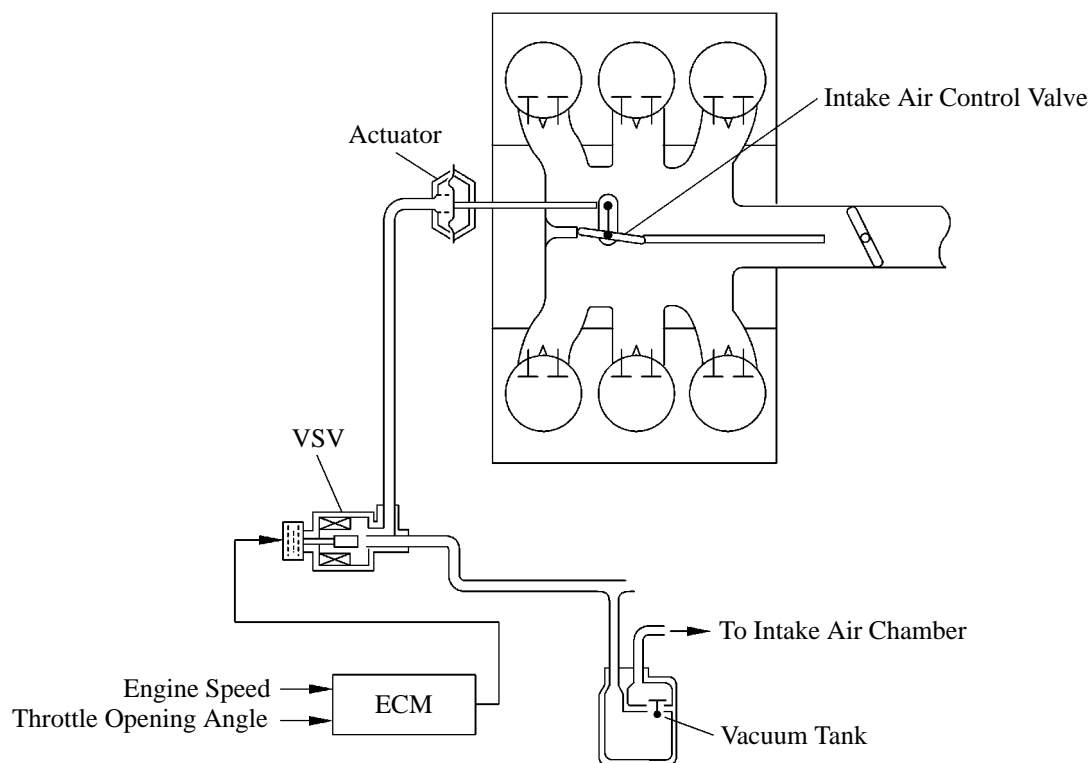 Intake Air Control Valve
Actuator
VSV
To Intake Air Chamber
Engine Speed
ECM
Throttle Opening Angle
Vacuum Tank